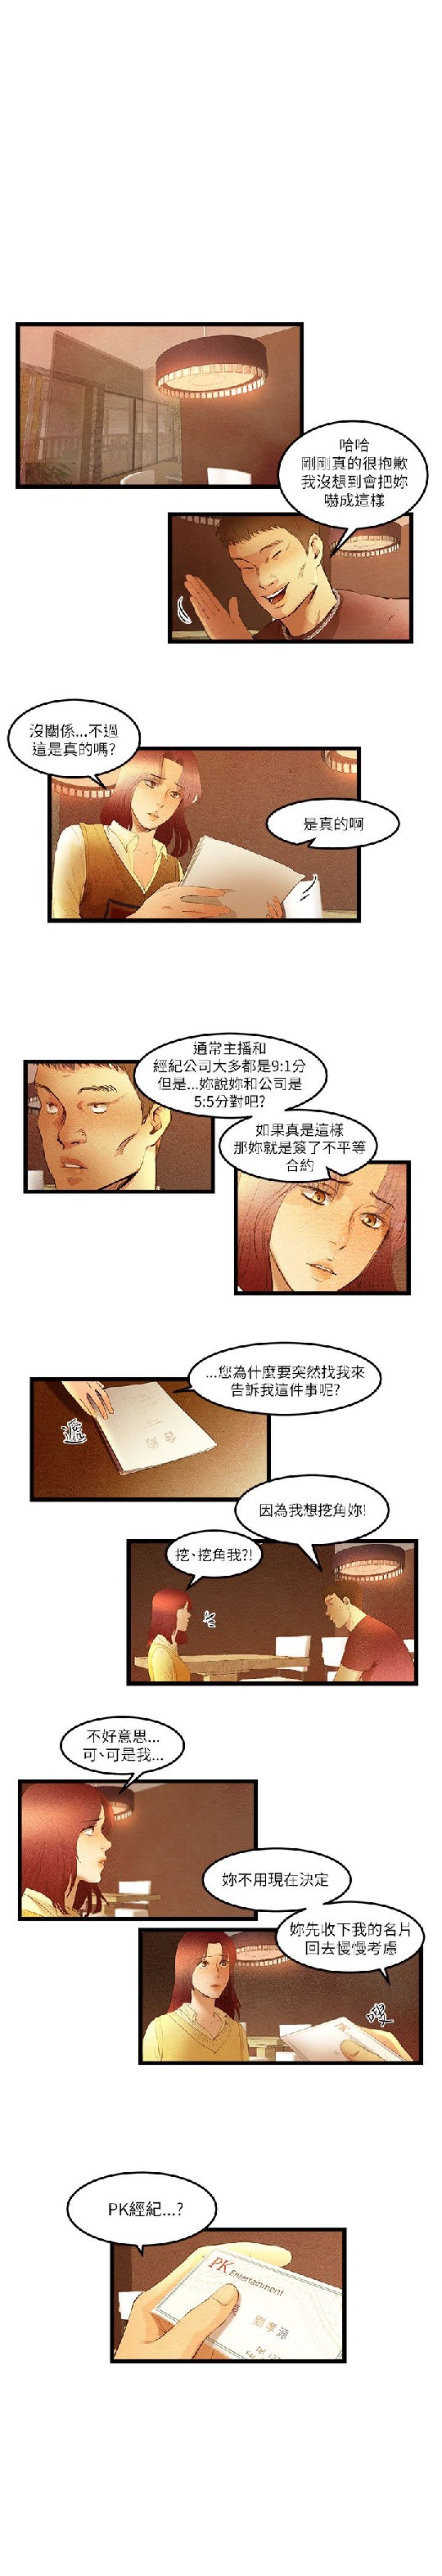 哈哈
剛剛真的很抱歉
我沒想到會把妳
嚇成這樣
沒關係...不過
這是真的嗎?
是真的啊
通常主播和
經紀公司大多都是9:1分
但是...妳說妳和公司是
5:5分對吧?
如果真是這樣
那妳就是簽了不平等
合約
...您為什麼要突然找我來
告訴我這件事呢?
遞
因為我想挖角妳!
挖、挖角我?!
不好意思...
可、可是我...
妳不用現在決定
妳先收下我的名片
回去慢慢考慮
PK經紀...?
PK Entertainment
Tel